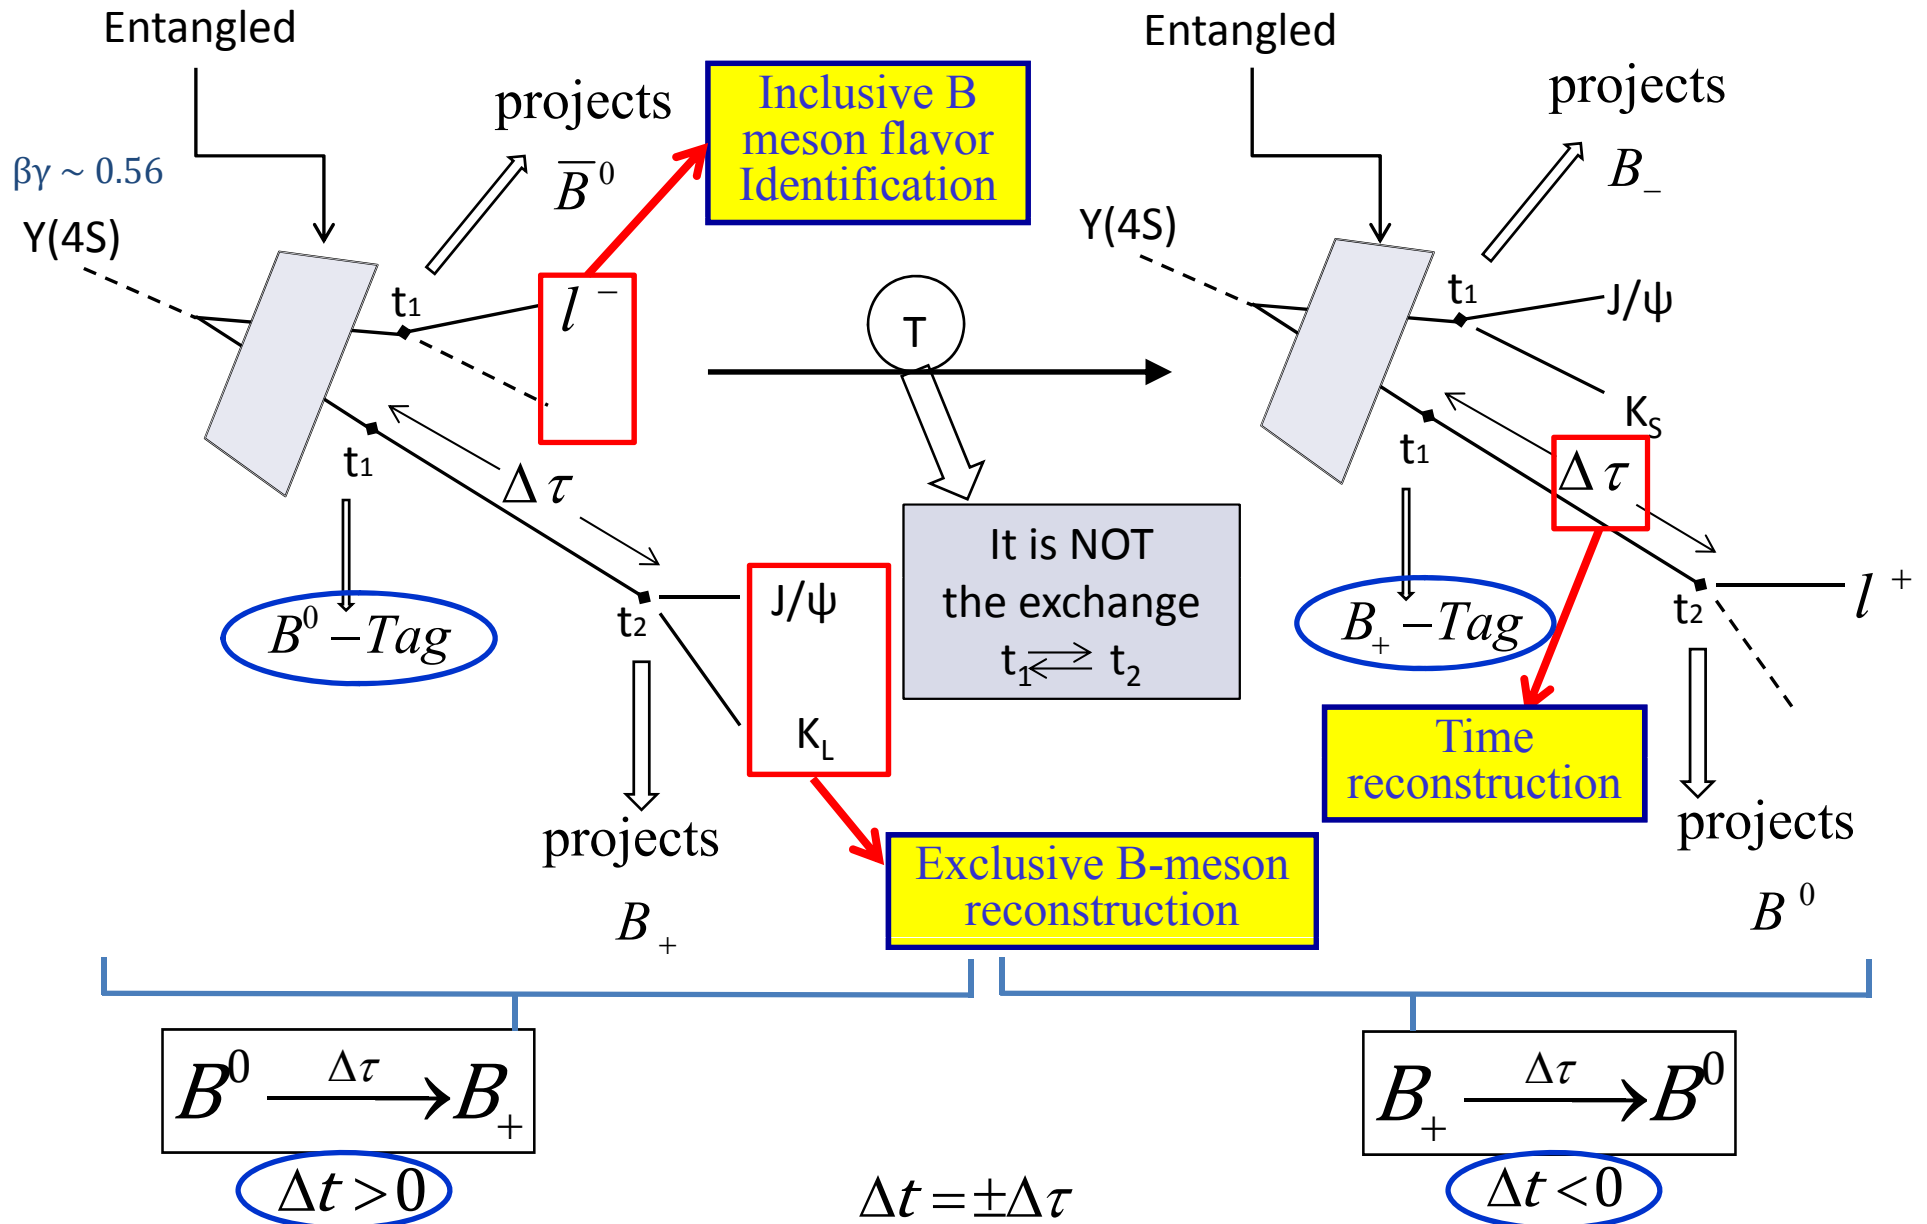 Entangled
projects
B̅⁰
βγ ~ 0.56
Υ(4S)
Inclusive B
meson flavor
Identification
t₁
l ⁻
t₁
Δτ
B⁰ – Tag
t₂
J/ψ
K_L
projects
B₊
T
It is NOT
the exchange
t₁ ⇄ t₂
Exclusive B-meson
reconstruction
Entangled
projects
B₋
Υ(4S)
t₁
J/ψ
K_S
t₁
Δτ
B₊ – Tag
t₂
l ⁺
Time
reconstruction
projects
B⁰
B⁰ —Δτ→ B₊
Δt > 0
Δt = ±Δτ
B₊ —Δτ→ B⁰
Δt < 0